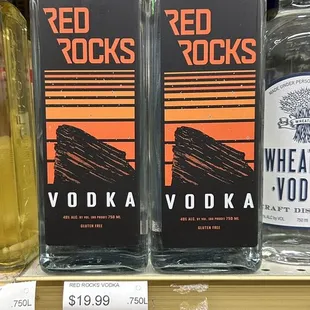 RED
ROCKS
VODKA
40% ALC. BY VOL. (80 PROOF) 750 ML
GLUTEN FREE
RED
ROCKS
VODKA
40% ALC. BY VOL. (80 PROOF) 750 ML
GLUTEN FREE
WHEA
VOD
RAFT DIS
.750L
RED ROCKS VODKA
$19.99
.750L